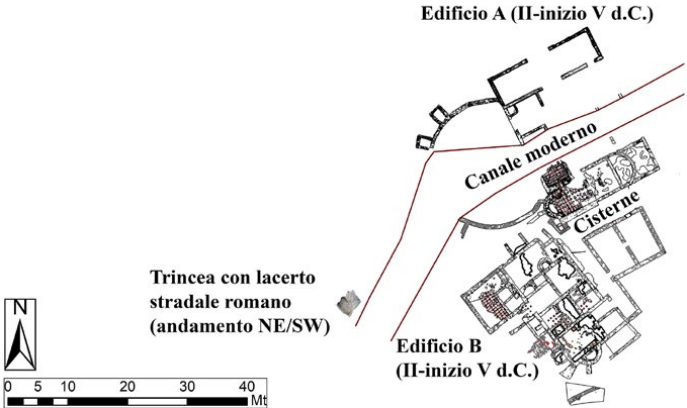 Edificio A (II-inizio V d.C.)
Canale moderno
Cisterne
Trincea con lacerto
stradale romano
(andamento NE/SW)
Edificio B
(II-inizio V d.C.)
N
0 5 10 20 30 40
Mt